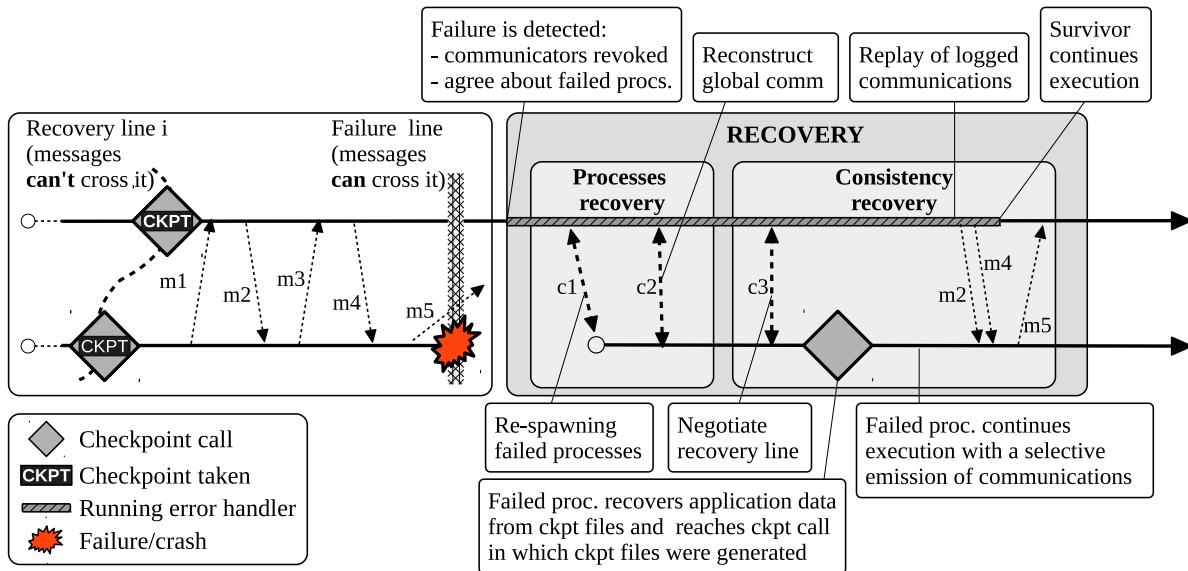 Failure is detected:
- communicators revoked
- agree about failed procs.
Reconstruct
global comm
Replay of logged
communications
Survivor
continues
execution
Recovery line i
(messages
can't cross it)
Failure line
(messages
can cross it)
RECOVERY
Processes
recovery
Consistency
recovery
CKPT
m1
m2
m3
m4
m5
CKPT
c1
c2
c3
m2
m4
m5
Checkpoint call
CKPT Checkpoint taken
Running error handler
Failure/crash
Re-spawning
failed processes
Negotiate
recovery line
Failed proc. continues
execution with a selective
emission of communications
Failed proc. recovers application data
from ckpt files and reaches ckpt call
in which ckpt files were generated